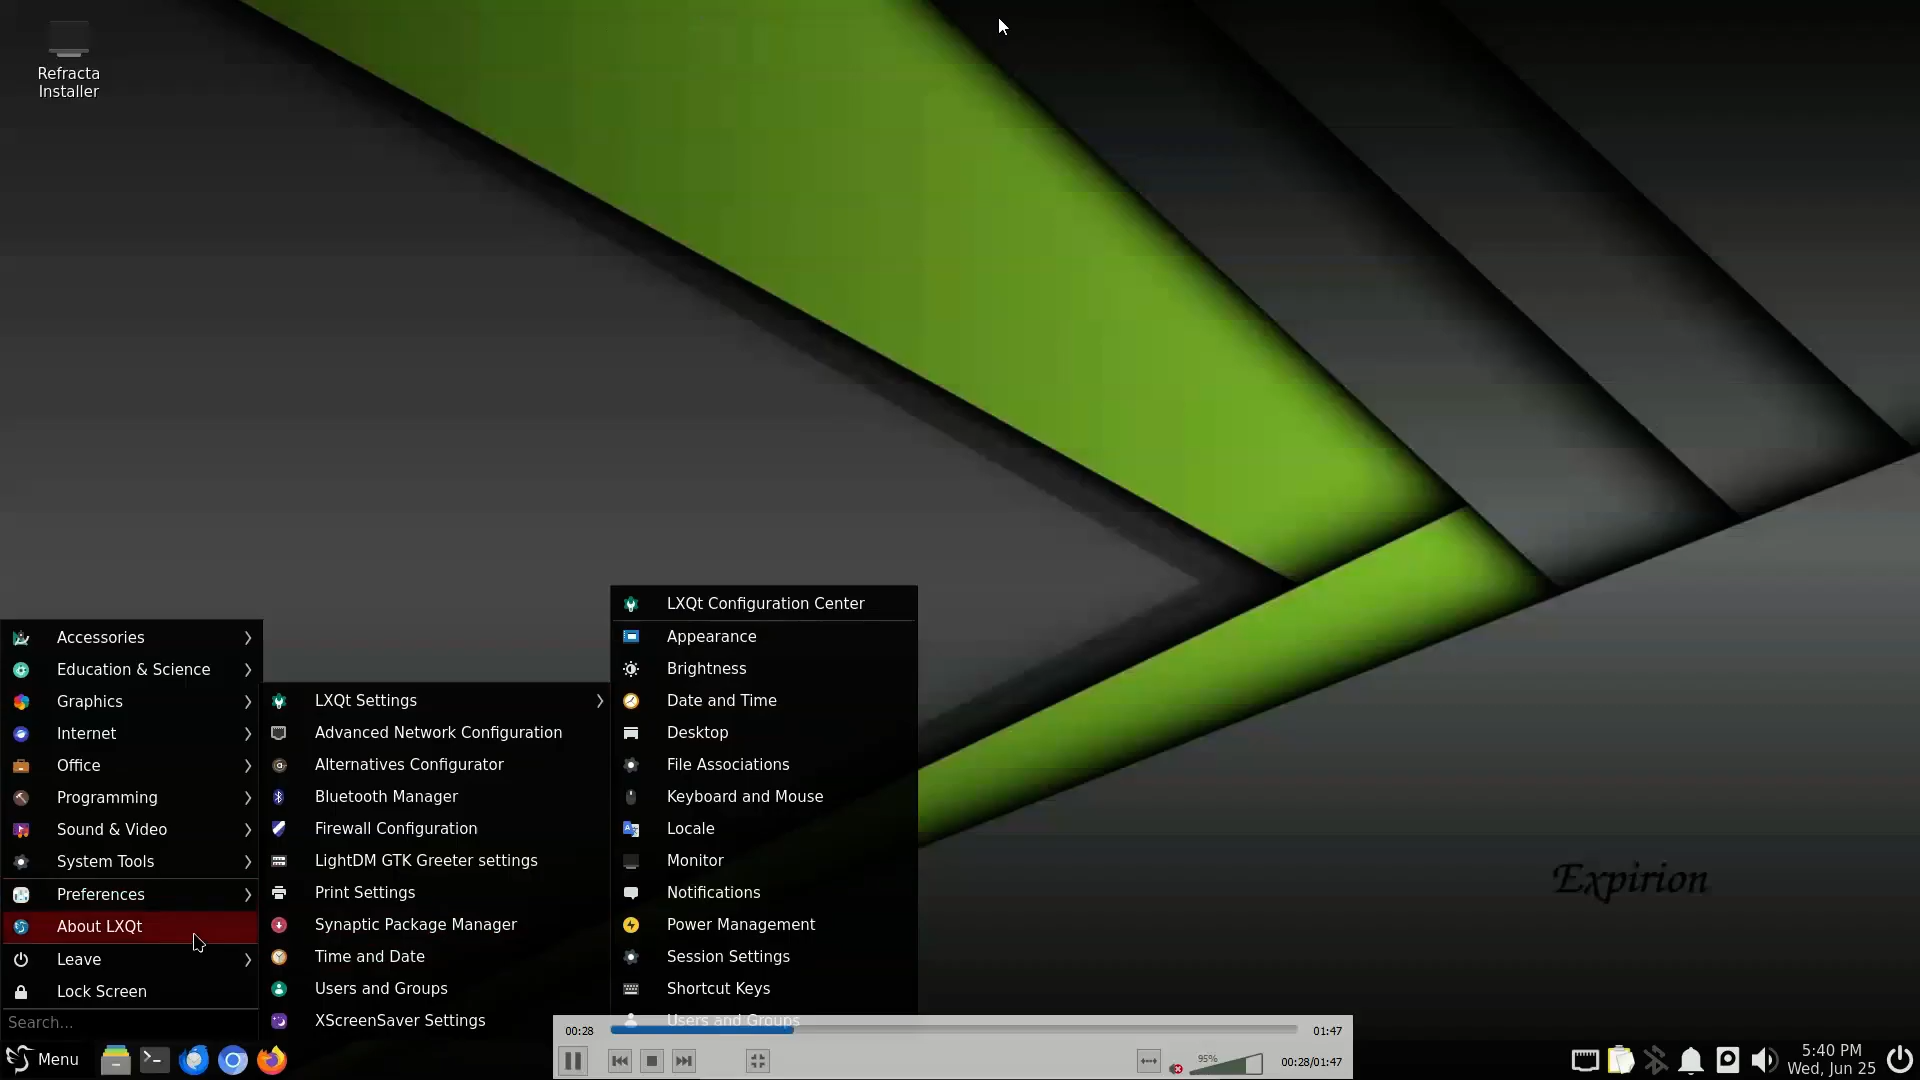 Refracta
Installer
Expirion
Accessories
Education & Science
Graphics
Internet
Office
Programming
Sound & Video
System Tools
Preferences
About LXQt
Leave
Lock Screen
Search...
LXQt Settings
Advanced Network Configuration
Alternatives Configurator
Bluetooth Manager
Firewall Configuration
LightDM GTK Greeter settings
Print Settings
Synaptic Package Manager
Time and Date
Users and Groups
XScreenSaver Settings
LXQt Configuration Center
Appearance
Brightness
Date and Time
Desktop
File Associations
Keyboard and Mouse
Locale
Monitor
Notifications
Power Management
Session Settings
Shortcut Keys
Users and Groups
00:28
01:47
95%
00:28/01:47
Menu
5:40 PM
Wed, Jun 25